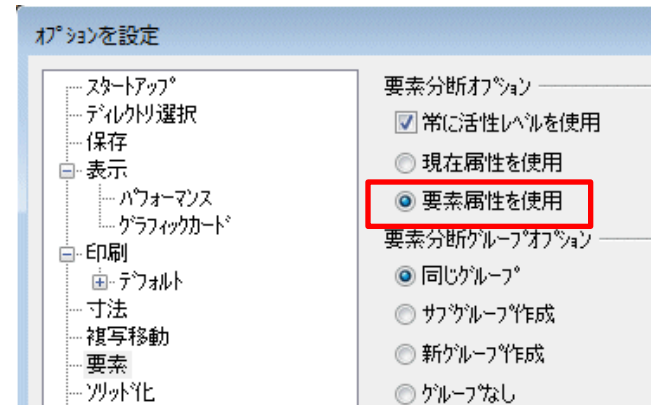 ｵﾌﾟｼｮﾝを設定
ｽﾀｰﾄｱｯﾌﾟ
ﾃﾞｨﾚｸﾄﾘ選択
保存
表示
ﾊﾟﾌｫｰﾏﾝｽ
ｸﾞﾗﾌｨｯｸｶｰﾄﾞ
印刷
ﾃﾞﾌｫﾙﾄ
寸法
複写移動
要素
ｿﾘｯﾄﾞ化
要素分断ｵﾌﾟｼｮﾝ
常に活性ﾚﾍﾞﾙを使用
現在属性を使用
要素属性を使用
要素分断ｸﾞﾙｰﾌﾟｵﾌﾟｼｮﾝ
同じｸﾞﾙｰﾌﾟ
ｻﾌﾞｸﾞﾙｰﾌﾟ作成
新ｸﾞﾙｰﾌﾟ作成
ｸﾞﾙｰﾌﾟなし